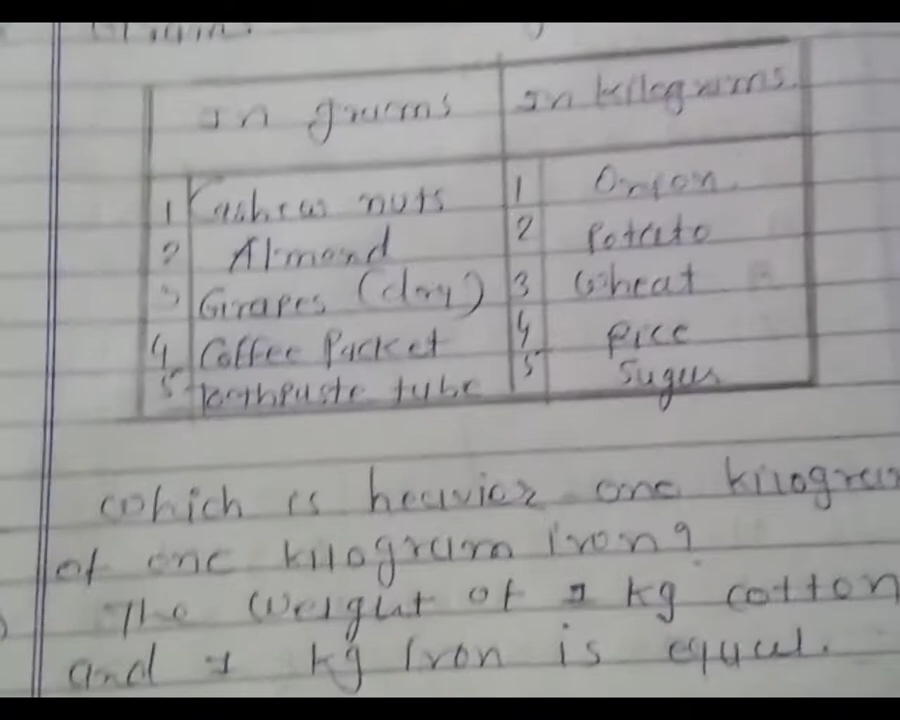 In grams In kilograms.
1 Cashew nuts 1 Onion
2 Almond 2 Potato
3 Grapes (dry) 3 Wheat
4 Coffee Packet 4 Rice
5 Toothpaste tube 5 Sugar
Which is heavier one kilogram
of one kilogram iron?
The Weight of 1 kg cotton
and 1 kg Iron is equal.